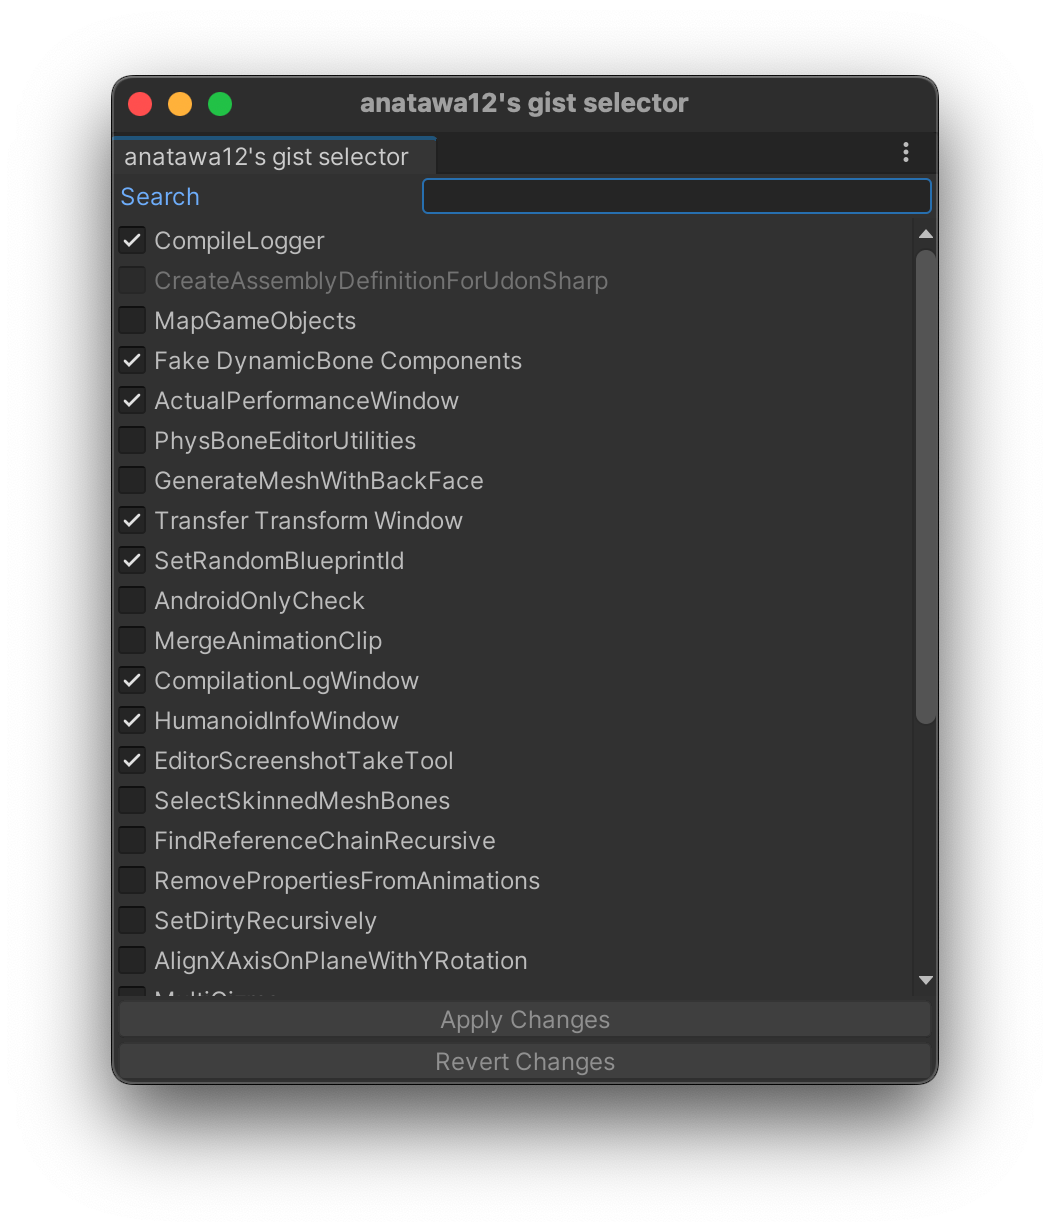 anatawa12's gist selector
anatawa12's gist selector
Search
CompileLogger
CreateAssemblyDefinitionForUdonSharp
MapGameObjects
Fake DynamicBone Components
ActualPerformanceWindow
PhysBoneEditorUtilities
GenerateMeshWithBackFace
Transfer Transform Window
SetRandomBlueprintId
AndroidOnlyCheck
MergeAnimationClip
CompilationLogWindow
HumanoidInfoWindow
EditorScreenshotTakeTool
SelectSkinnedMeshBones
FindReferenceChainRecursive
RemovePropertiesFromAnimations
SetDirtyRecursively
AlignXAxisOnPlaneWithYRotation
Apply Changes
Revert Changes